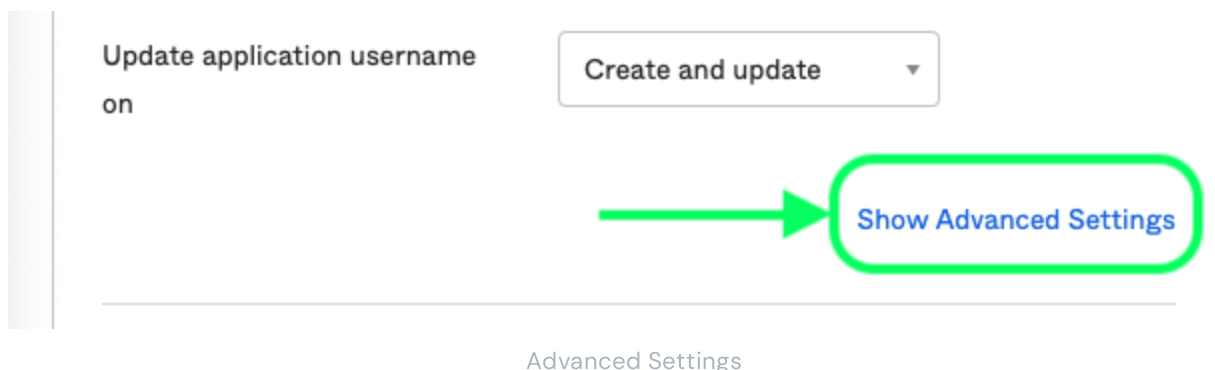 Update application username
on
Create and update
Show Advanced Settings
Advanced Settings